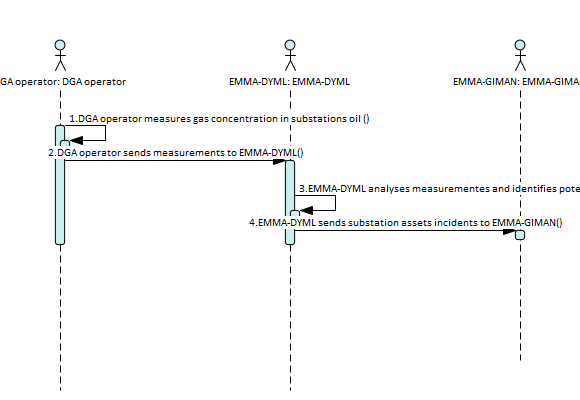 GA operator: DGA operator
EMMA-DYML: EMMA-DYML
EMMA-GIMAN: EMMA-GIMA
1.DGA operator measures gas concentration in substations oil ()
2.DGA operator sends measurements to EMMA-DYML()
3.EMMA-DYML analyses measurementes and identifies pote
4.EMMA-DYML sends substation assets incidents to EMMA-GIMAN()